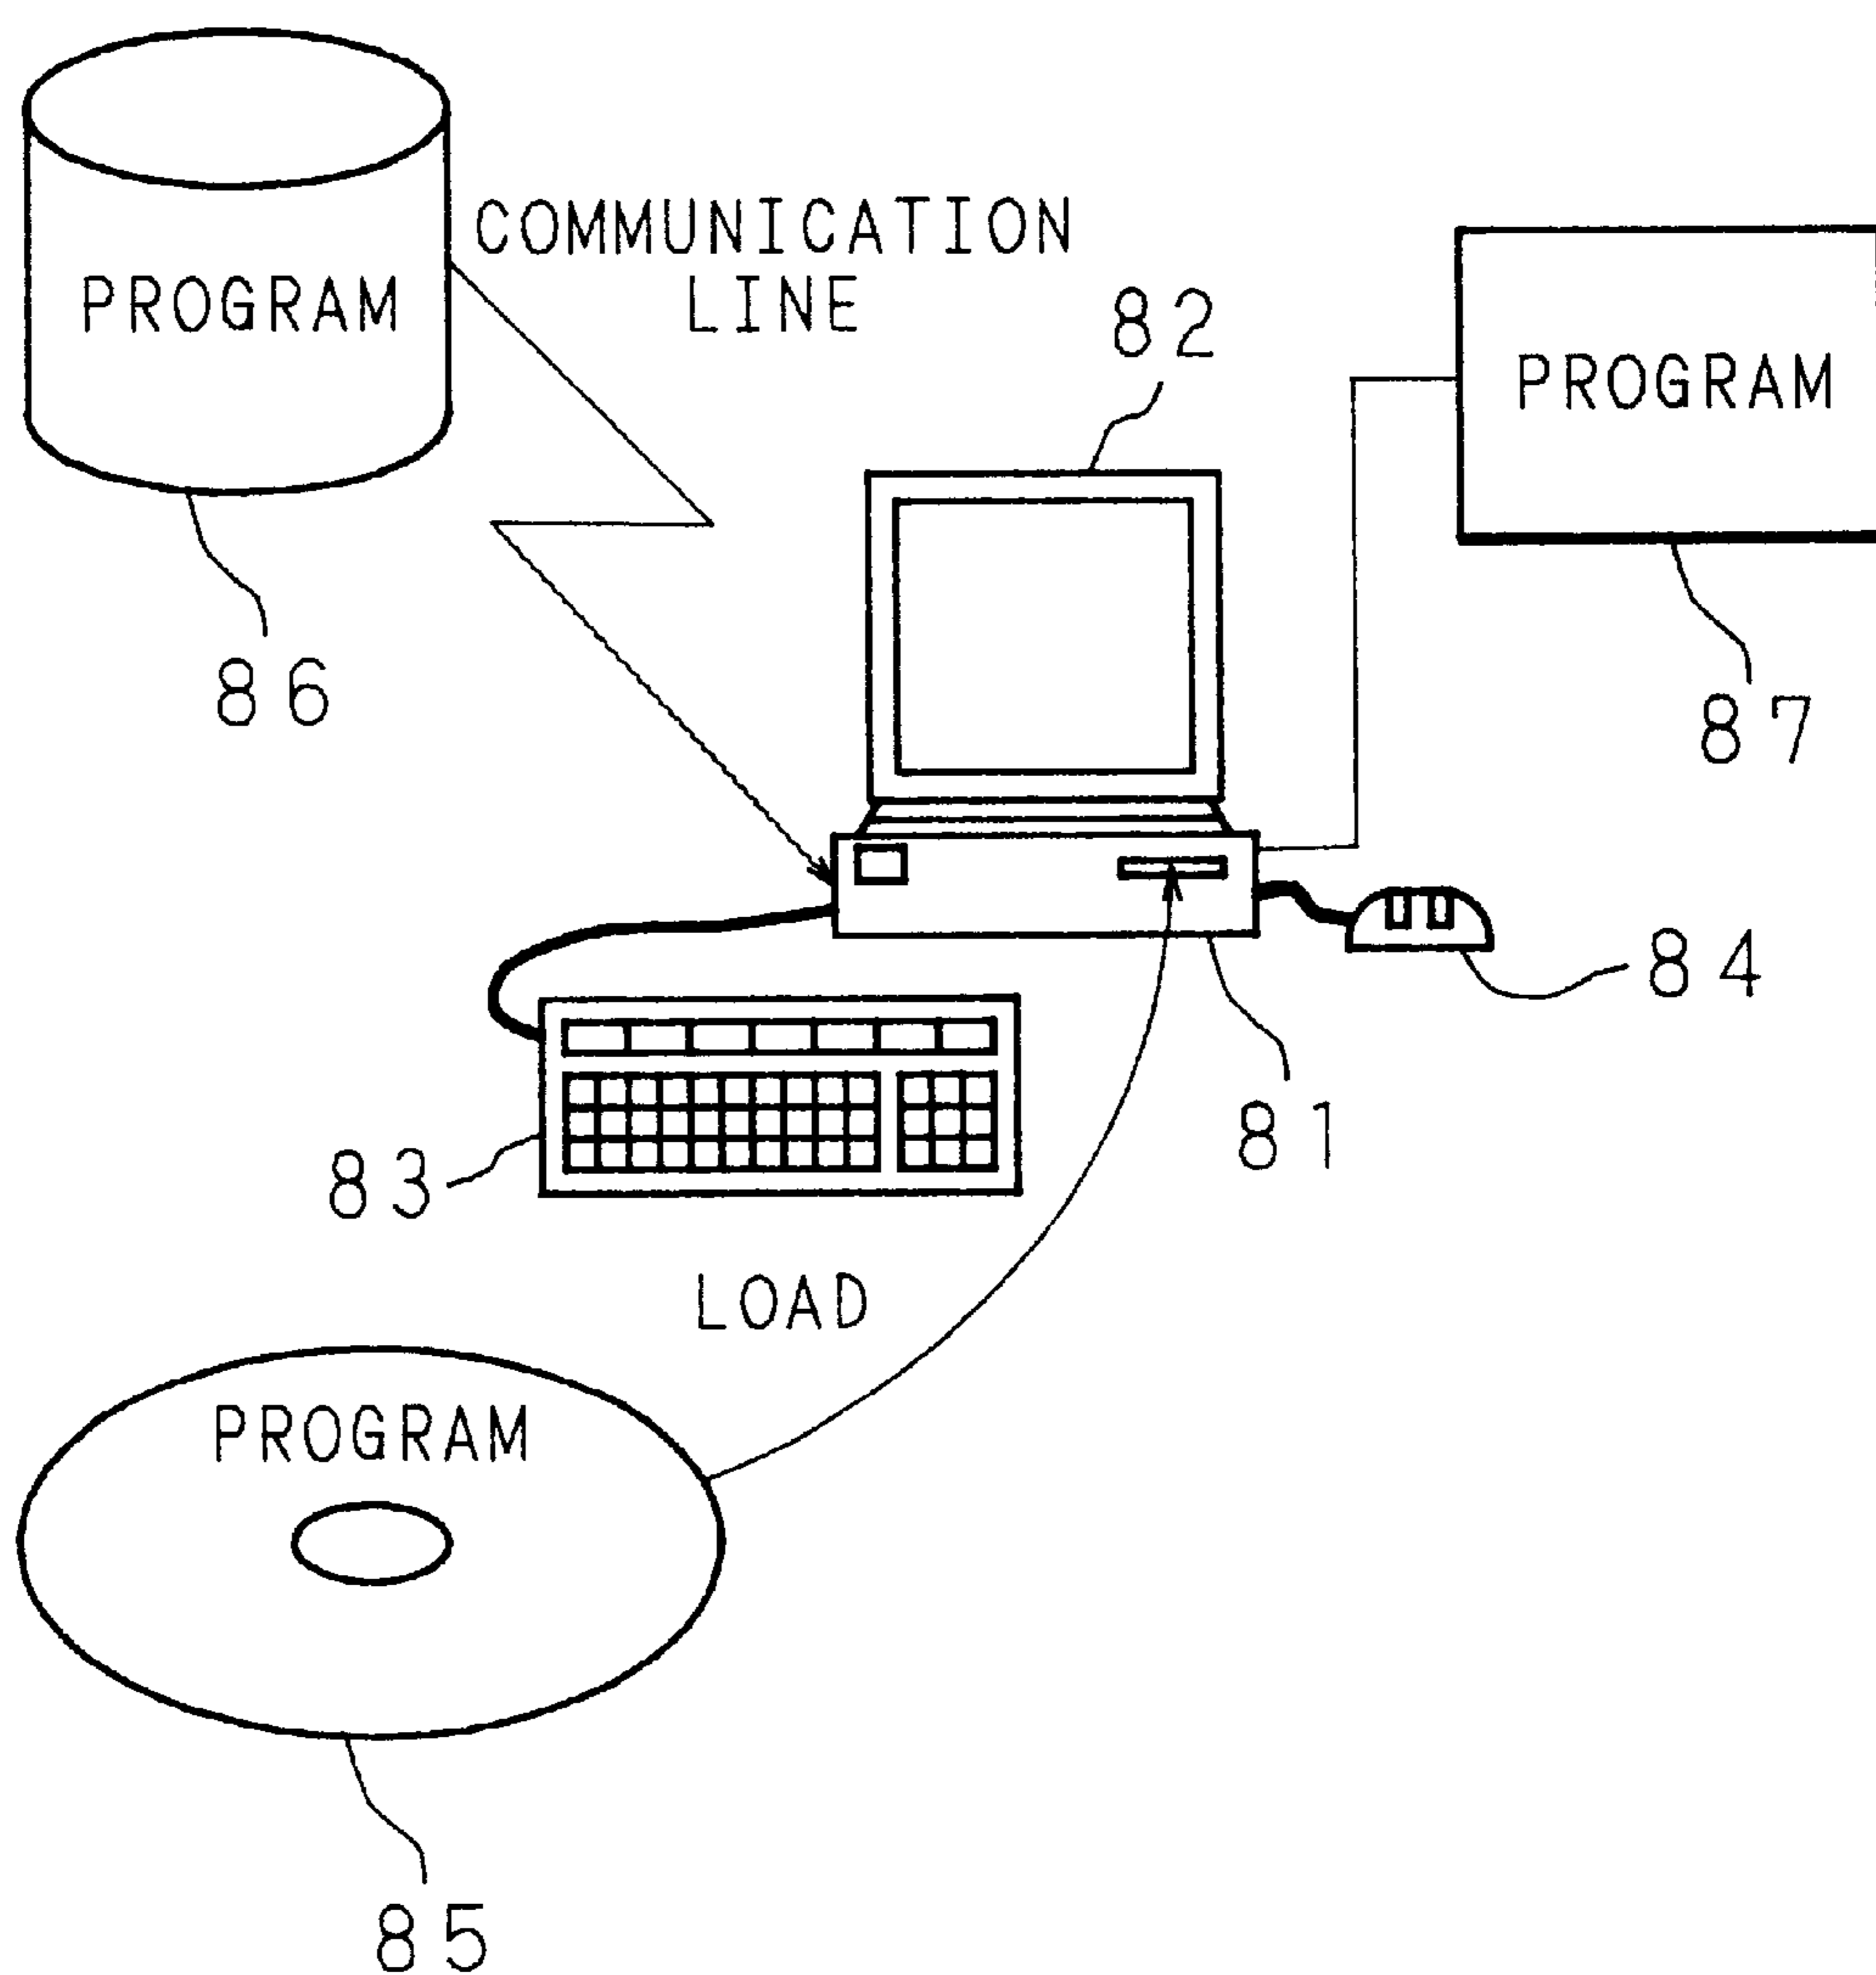 COMMUNICATION
LINE
PROGRAM
82
PROGRAM
86
87
84
81
83
LOAD
PROGRAM
85